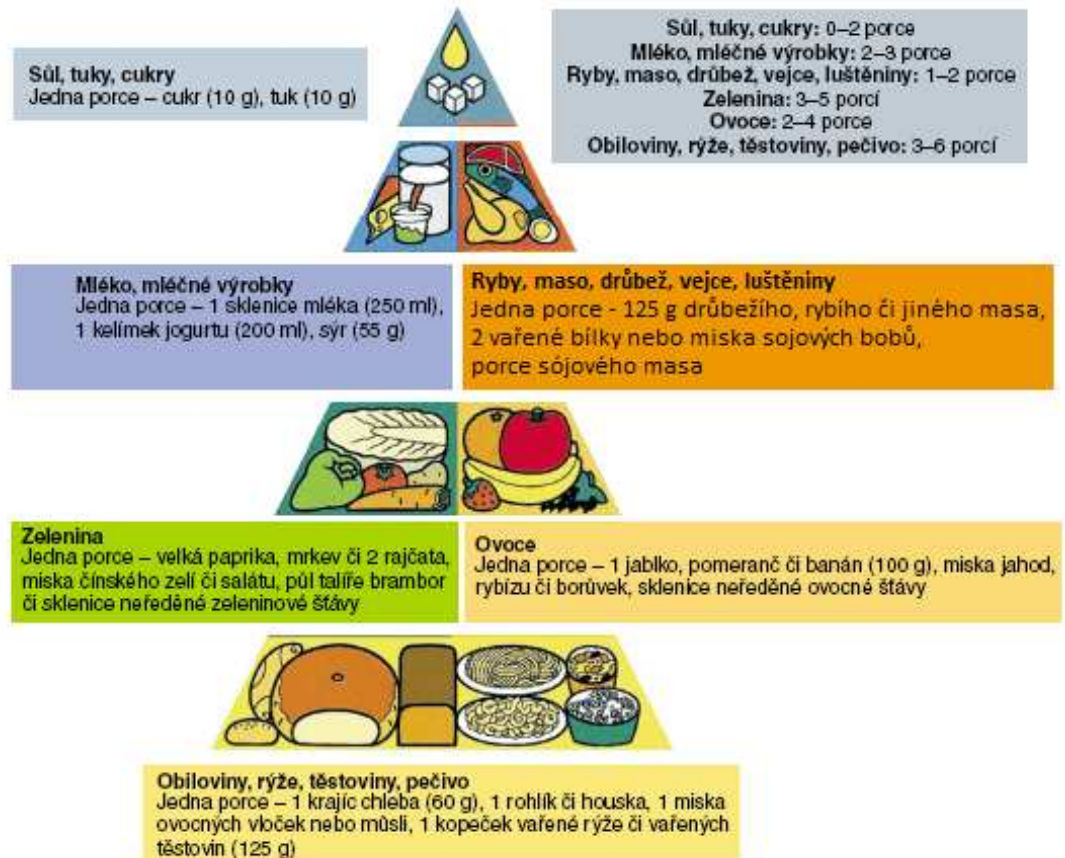 Sůl, tuky, cukry
Jedna porce – cukr (10 g), tuk (10 g)
Sůl, tuky, cukry: 0–2 porce
Mléko, mléčné výrobky: 2–3 porce
Ryby, maso, drůbež, vejce, luštěniny: 1–2 porce
Zelenina: 3–5 porcí
Ovoce: 2–4 porce
Obiloviny, rýže, těstoviny, pečivo: 3–6 porcí
Mléko, mléčné výrobky
Jedna porce – 1 sklenice mléka (250 ml),
1 kelímek jogurtu (200 ml), sýr (55 g)
Ryby, maso, drůbež, vejce, luštěniny
Jedna porce - 125 g drůbežího, rybího či jiného masa,
2 vařené bílky nebo miska sojových bobů,
porce sójového masa
Zelenina
Jedna porce – velká paprika, mrkev či 2 rajčata,
miska čínského zelí či salátu, půl talíře brambor
či sklenice neředěné zeleninové šťávy
Ovoce
Jedna porce – 1 jablko, pomeranč či banán (100 g), miska jahod,
rybízu či borůvek, sklenice neředěné ovocné šťávy
Obiloviny, rýže, těstoviny, pečivo
Jedna porce – 1 krajíc chleba (60 g), 1 rohlík či houska, 1 miska
ovocných vloček nebo műsli, 1 kopeček vařené rýže či vařených
těstovin (125 g)